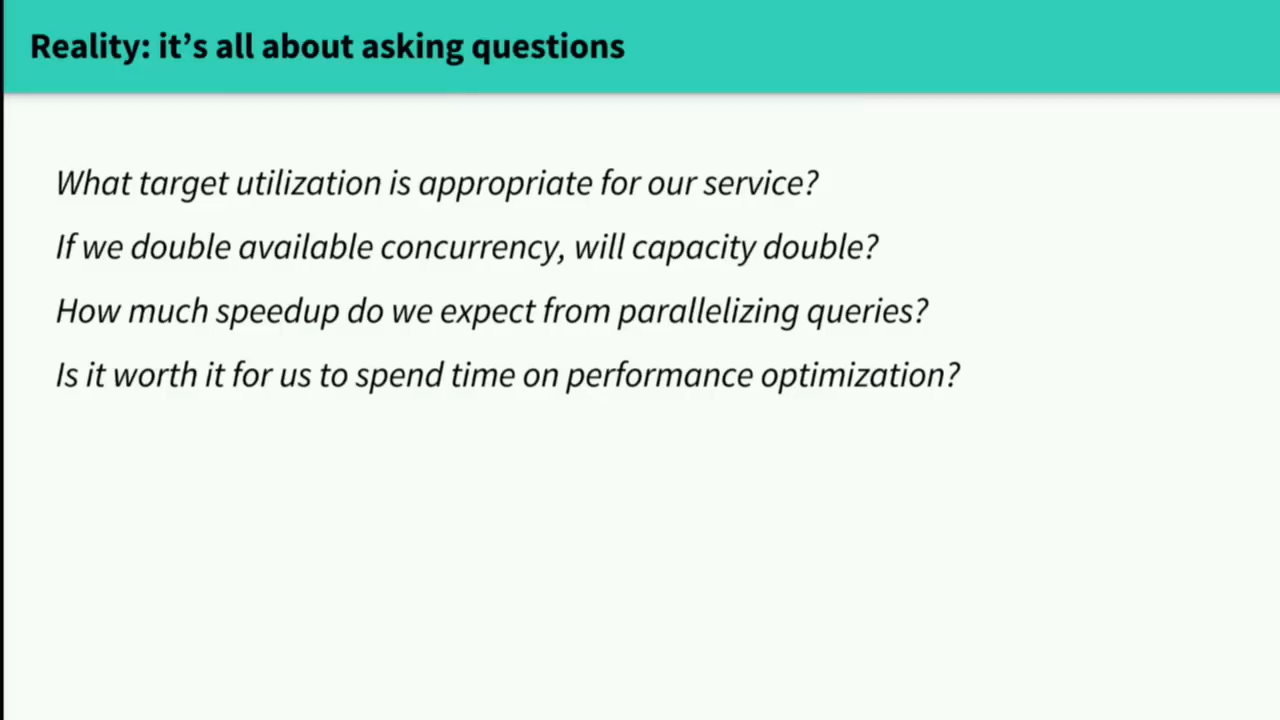 Reality: it’s all about asking questions
What target utilization is appropriate for our service?
If we double available concurrency, will capacity double?
How much speedup do we expect from parallelizing queries?
Is it worth it for us to spend time on performance optimization?